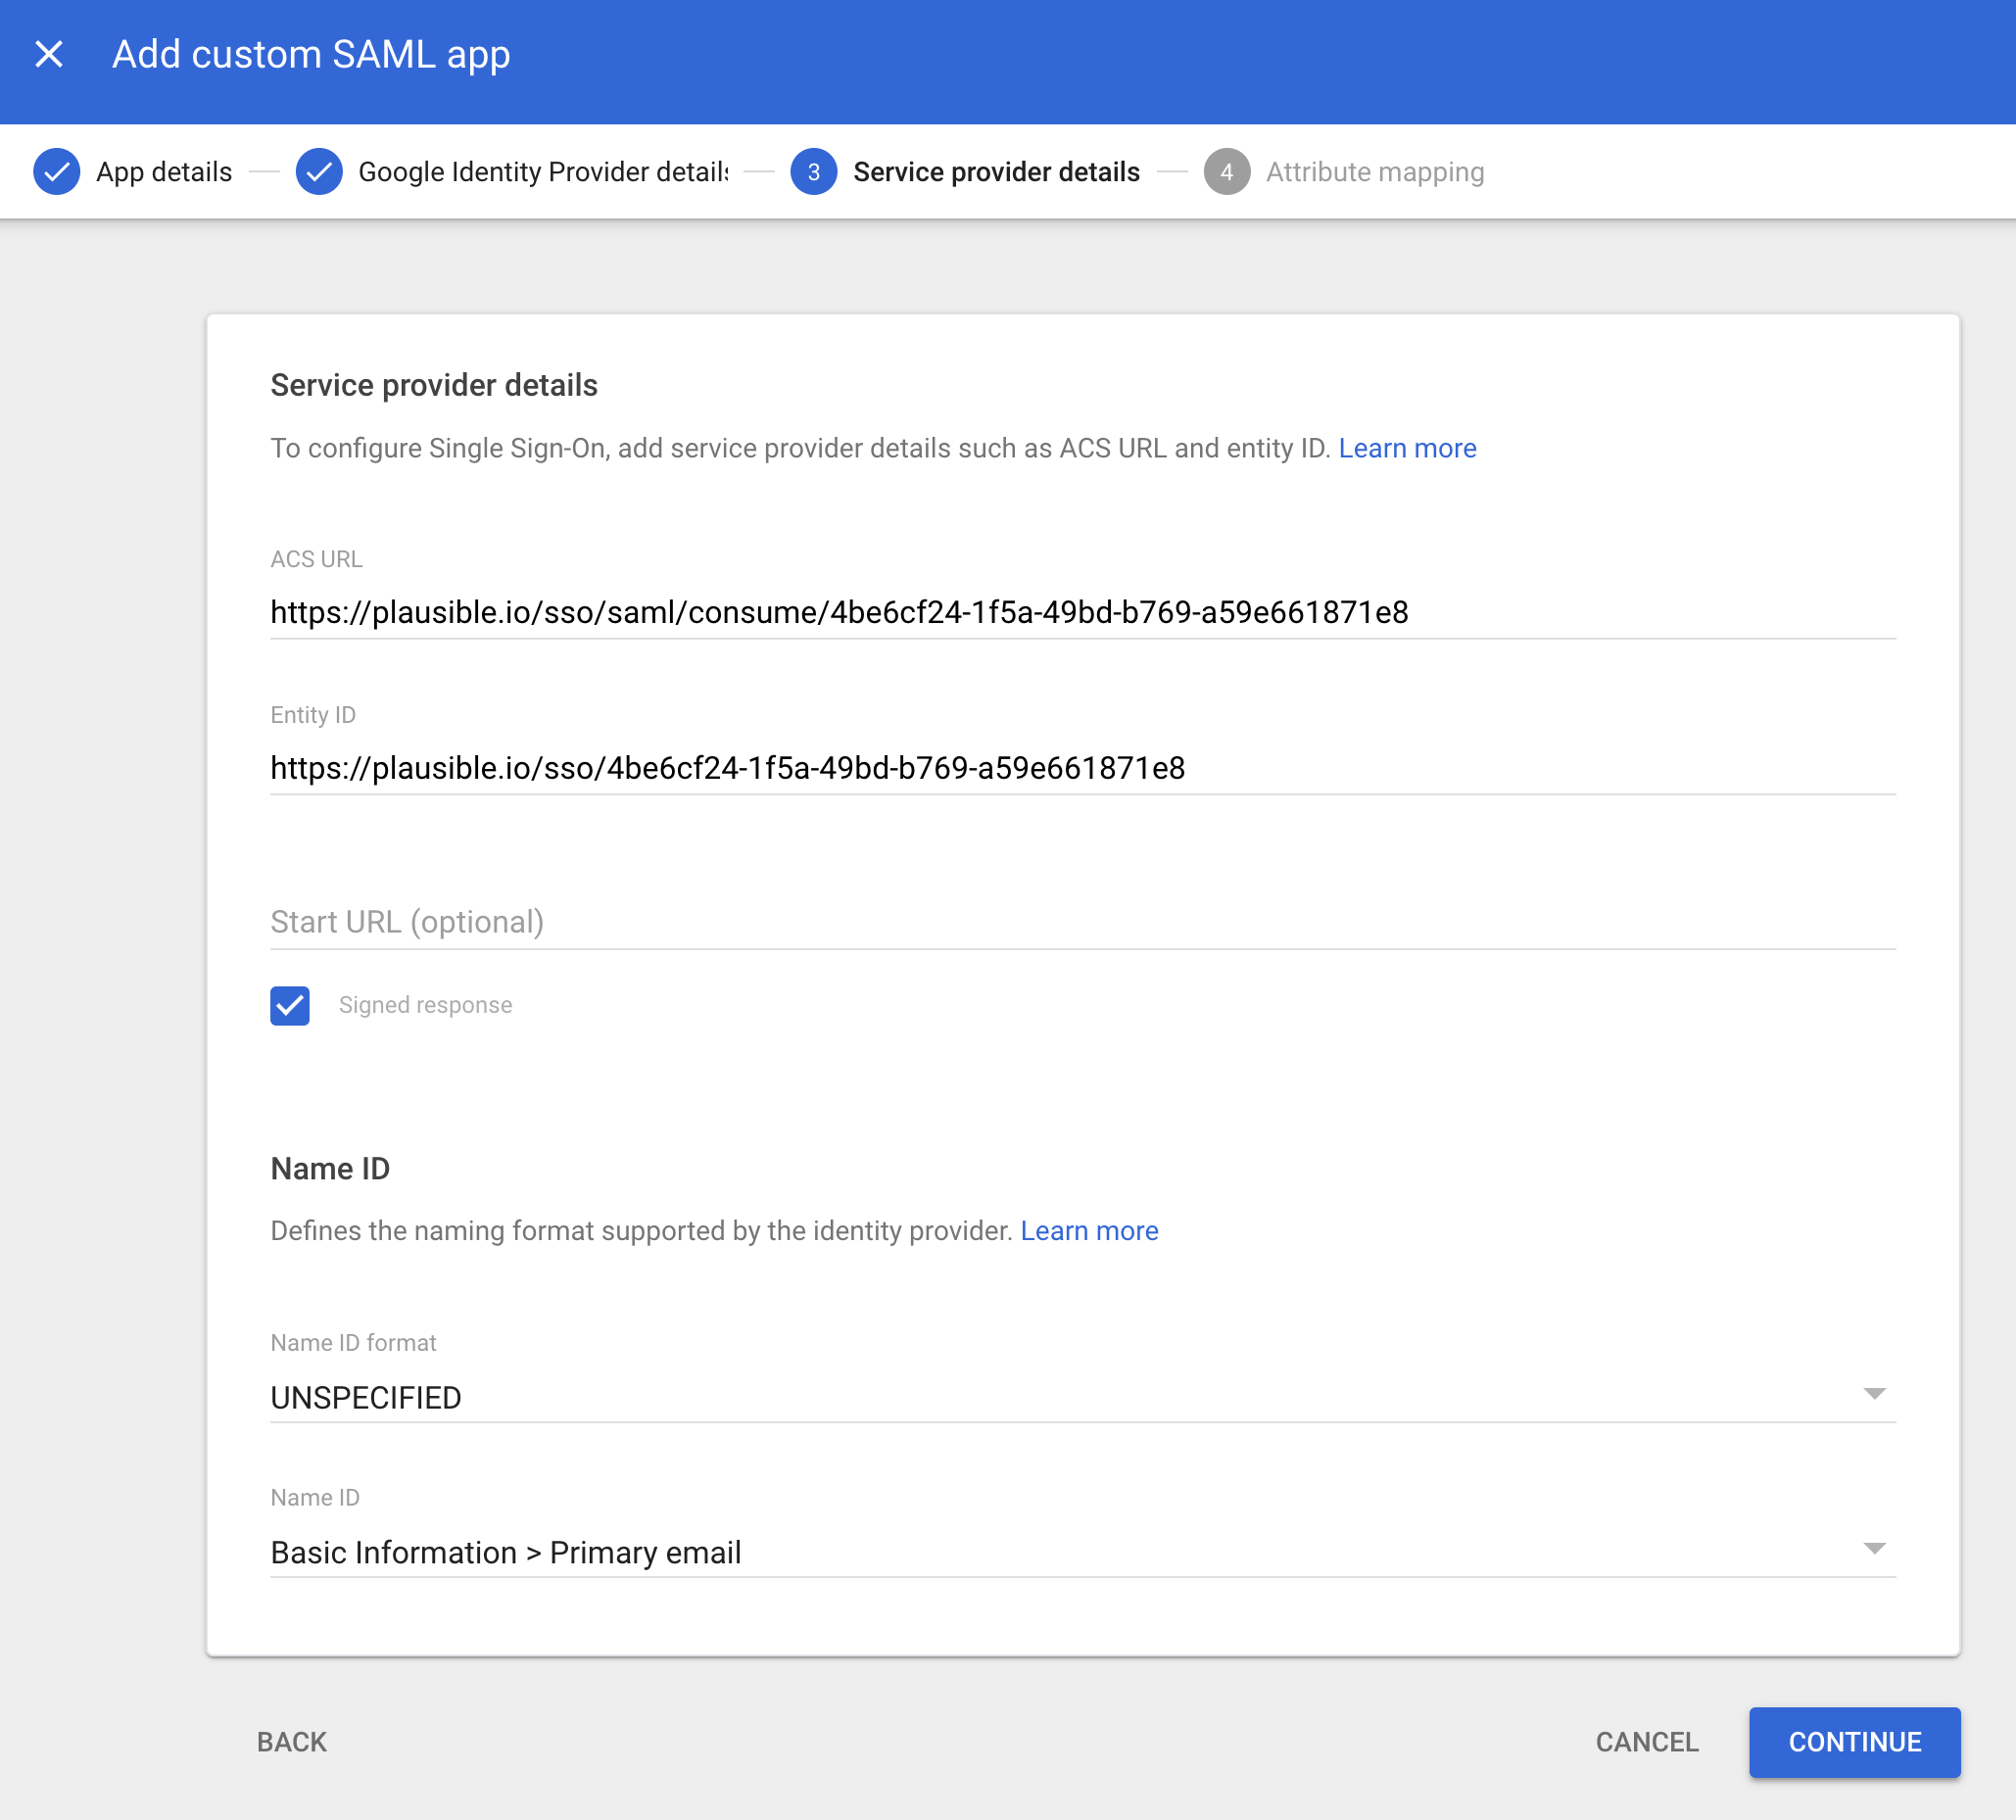 Add custom SAML app
App details
Google Identity Provider details
3 Service provider details
4 Attribute mapping
Service provider details
To configure Single Sign-On, add service provider details such as ACS URL and entity ID. Learn more
ACS URL
https://plausible.io/sso/saml/consume/4be6cf24-1f5a-49bd-b769-a59e661871e8
Entity ID
https://plausible.io/sso/4be6cf24-1f5a-49bd-b769-a59e661871e8
Start URL (optional)
Signed response
Name ID
Defines the naming format supported by the identity provider. Learn more
Name ID format
UNSPECIFIED
Name ID
Basic Information > Primary email
BACK
CANCEL
CONTINUE